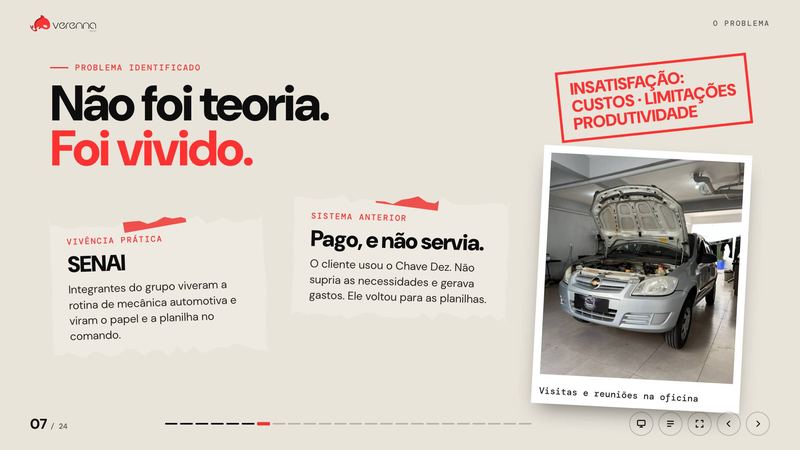 verenna
O PROBLEMA
PROBLEMA IDENTIFICADO
Não foi teoria.
Foi vivido.
INSATISFAÇÃO:
CUSTOS · LIMITAÇÕES
PRODUTIVIDADE
VIVÊNCIA PRÁTICA
SENAI
Integrantes do grupo viveram a
rotina de mecânica automotiva e
viram o papel e a planilha no
comando.
SISTEMA ANTERIOR
Pago, e não servia.
O cliente usou o Chave Dez. Não
supria as necessidades e gerava
gastos. Ele voltou para as planilhas.
Visitas e reuniões na oficina
07 / 24